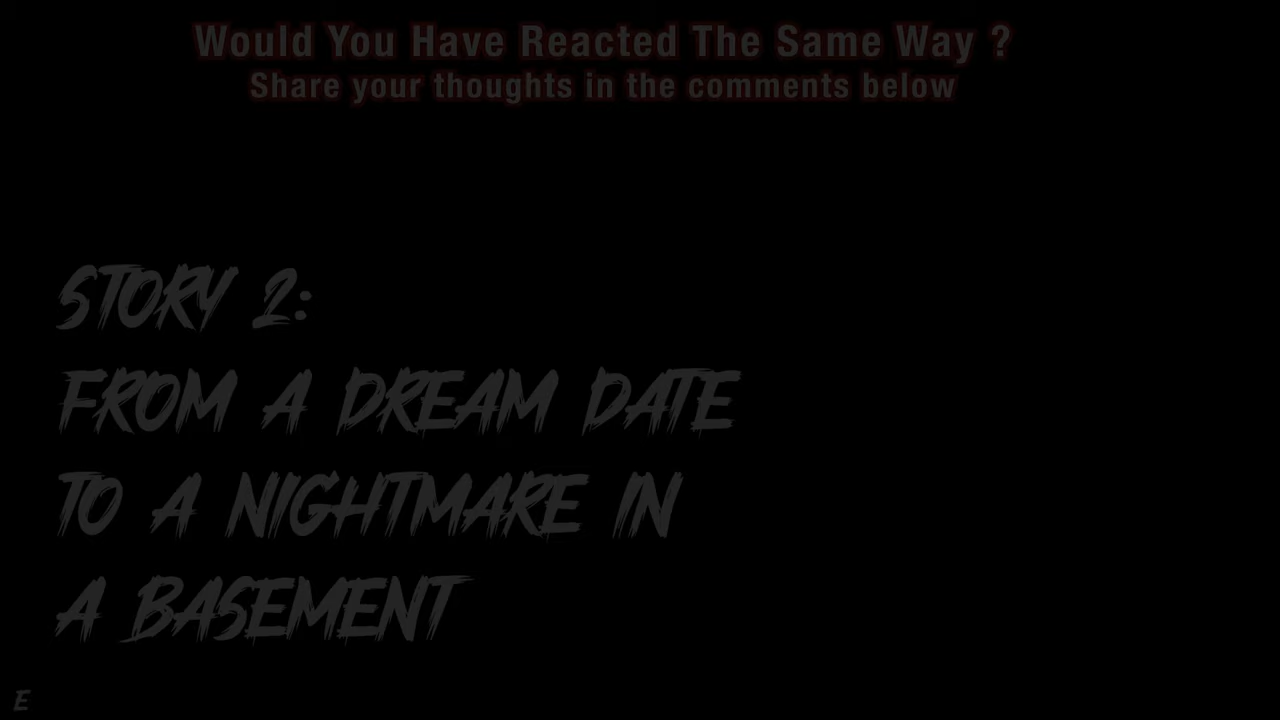 Would You Have Reacted The Same Way ?
Share your thoughts in the comments below
STORY 2:
FROM A DREAM DATE
TO A NIGHTMARE IN
A BASEMENT
E